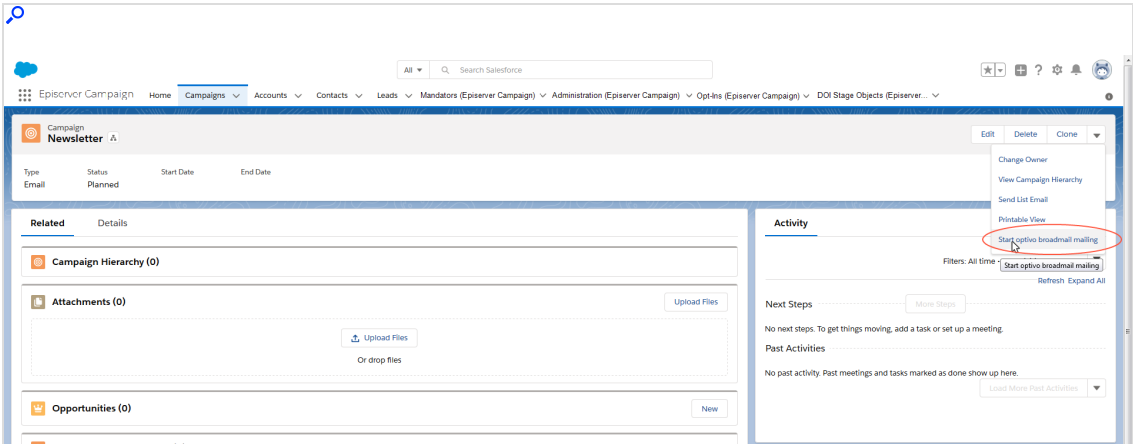 All
Search Salesforce
Episerver Campaign Home Campaigns Accounts Contacts Leads Mandators (Episerver Campaign) Administration (Episerver Campaign) Opt-Ins (Episerver Campaign) DOI Stage Objects (Episerver...
Campaign
Newsletter
Edit Delete Clone
Change Owner
View Campaign Hierarchy
Send List Email
Printable View
Start optivo broadmail mailing
Start optivo broadmail mailing
Type Status Start Date End Date
Email Planned
Related Details
Campaign Hierarchy (0)
Attachments (0)
Upload Files
Upload Files
Or drop files
Opportunities (0)
New
Activity
Filters: All time
Refresh Expand All
Next Steps
More Steps
No next steps. To get things moving, add a task or set up a meeting.
Past Activities
No past activity. Past meetings and tasks marked as done show up here.
Load More Past Activities